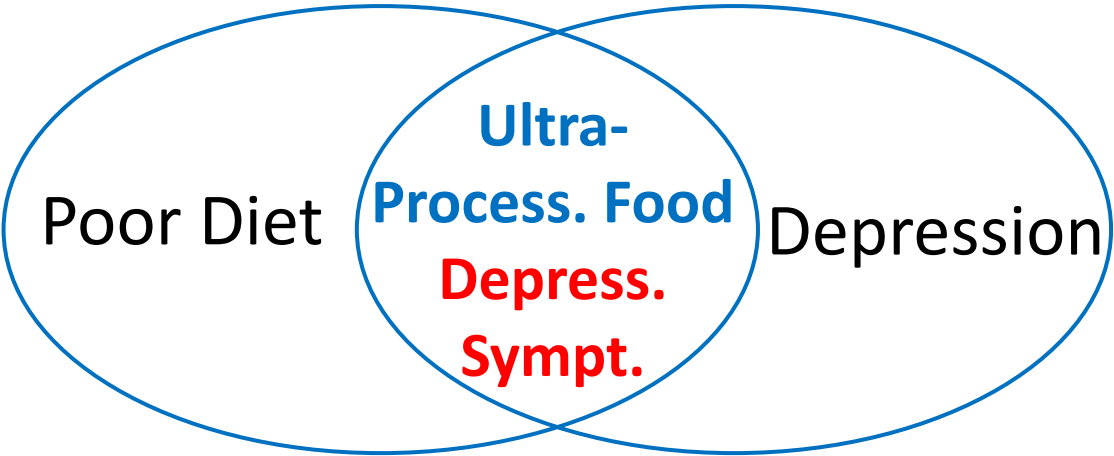 Poor Diet
Ultra-
Process. Food
Depress.
Sympt.
Depression